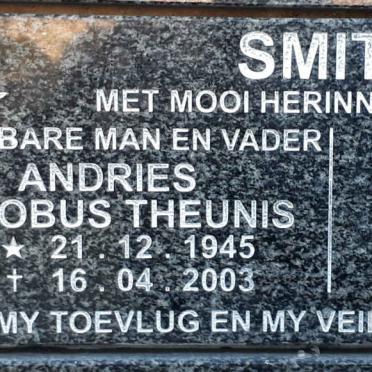 SMIT
MET MOOI HERINN
BARE MAN EN VADER
ANDRIES
OBUS THEUNIS
★ 21 . 12 . 1945
✝ 16 . 04 . 2003
MY TOEVLUG EN MY VEI